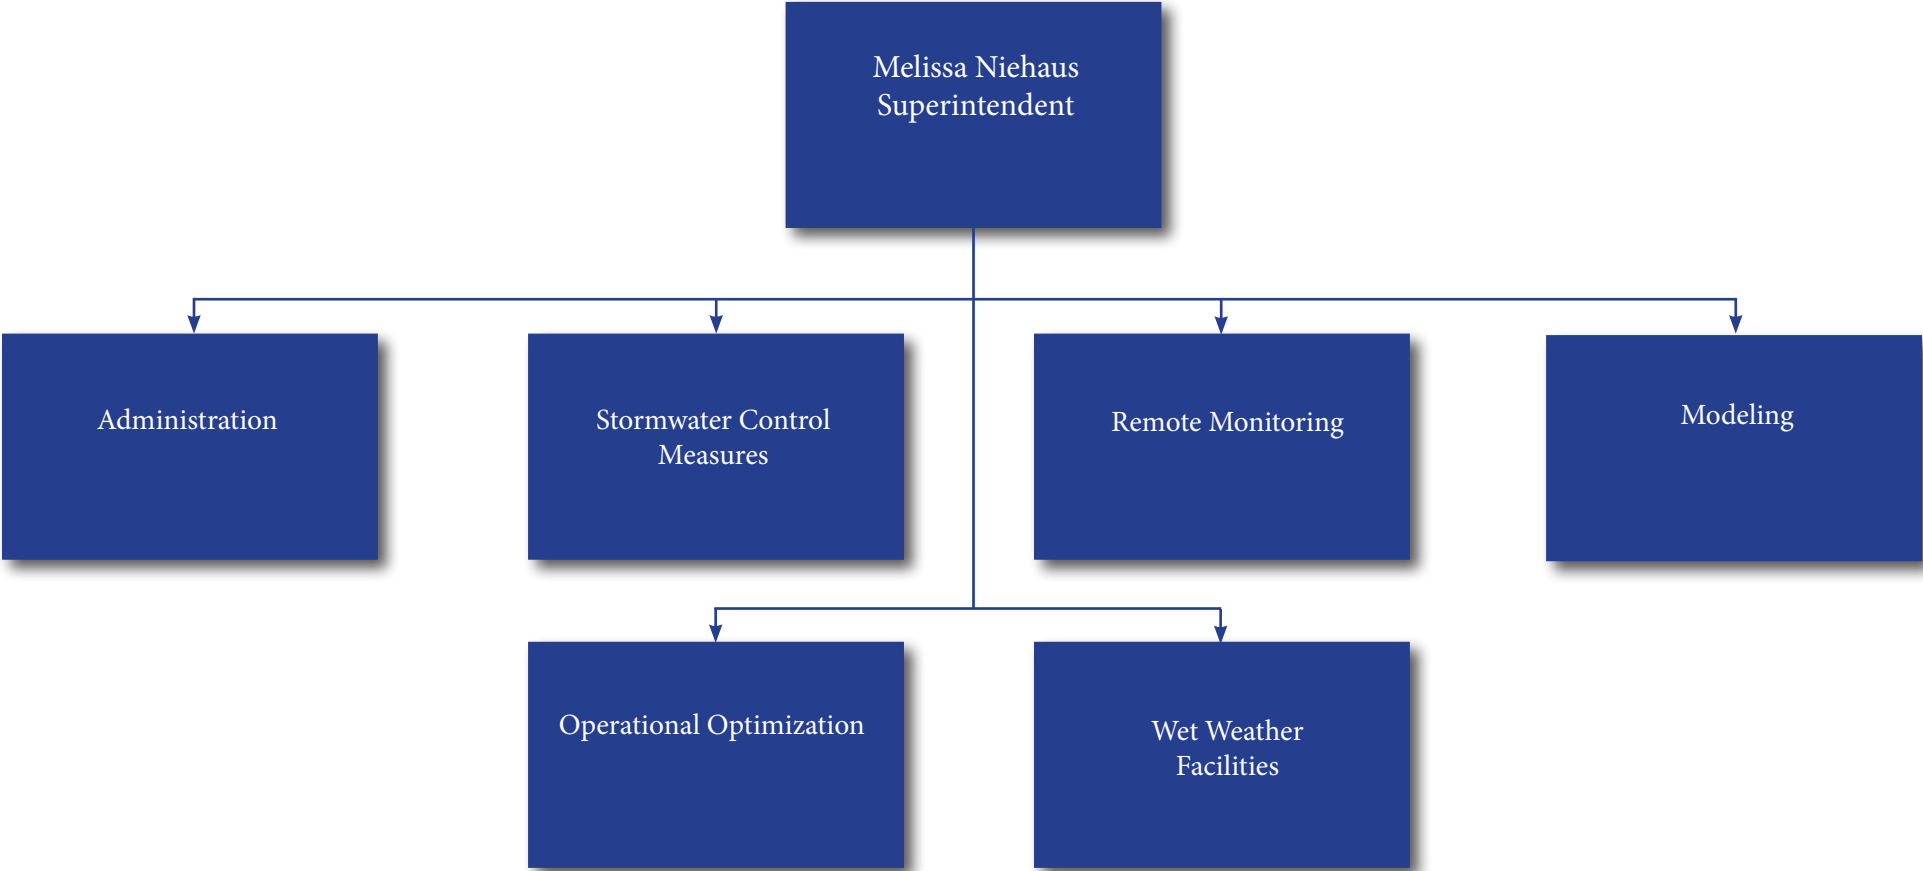 Melissa Niehaus
Superintendent
Administration
Stormwater Control
Measures
Remote Monitoring
Modeling
Operational Optimization
Wet Weather
Facilities